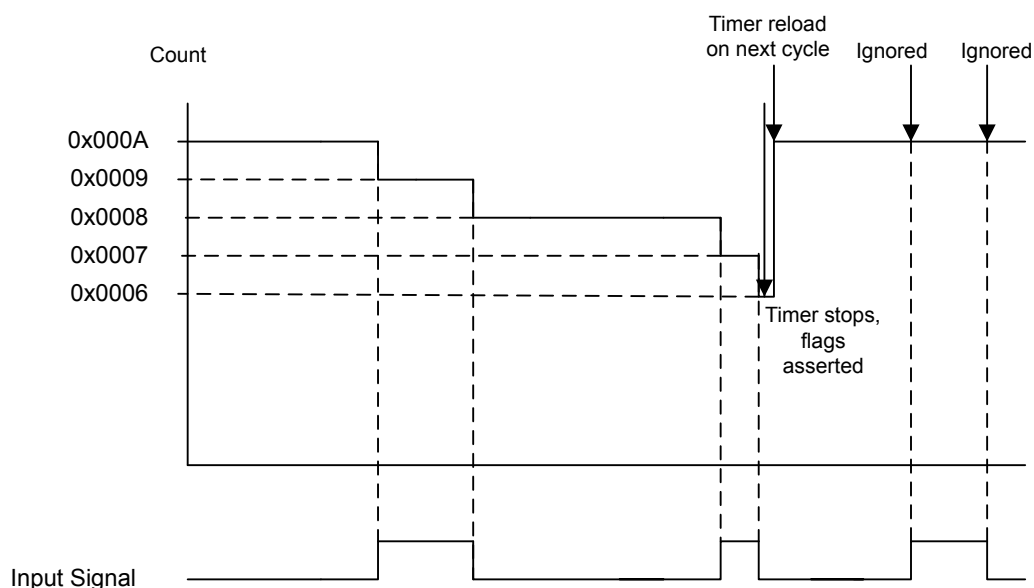 Timer reload
on next cycle
Ignored
Ignored
Count
0x000A
0x0009
0x0008
0x0007
0x0006
Timer stops,
flags
asserted
Input Signal